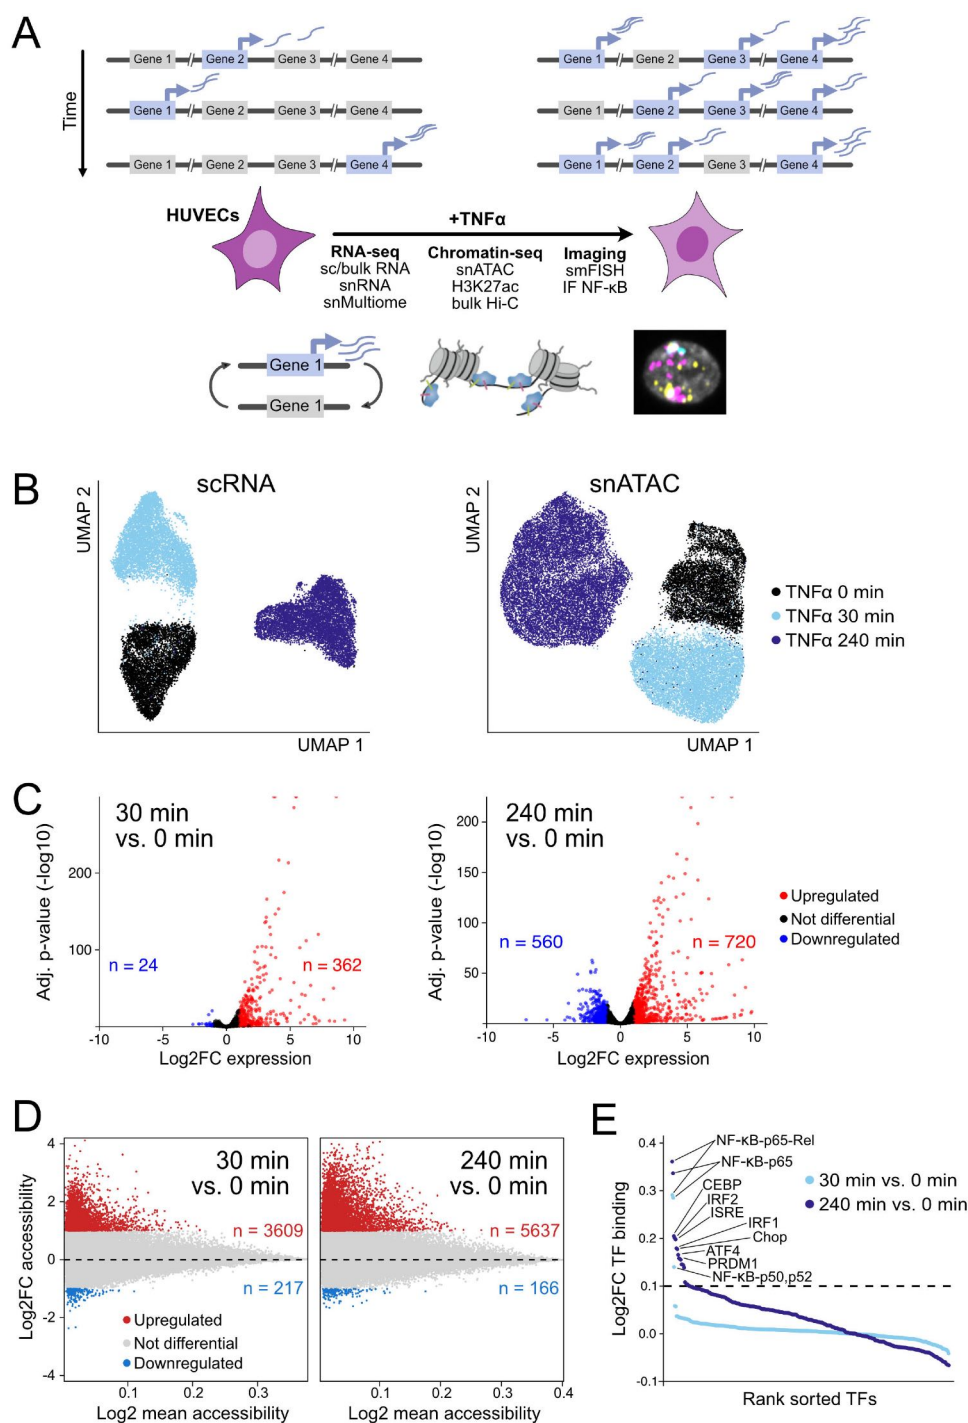 A
Time
Gene 1 Gene 2 Gene 3 Gene 4
Gene 1 Gene 2 Gene 3 Gene 4
Gene 1 Gene 2 Gene 3 Gene 4
Gene 1 Gene 2 Gene 3 Gene 4
Gene 1 Gene 2 Gene 3 Gene 4
Gene 1 Gene 2 Gene 3 Gene 4
HUVECs
+TNFα
RNA-seq
sc/bulk RNA
snRNA
snMultiome
Chromatin-seq
snATAC
H3K27ac
bulk Hi-C
Imaging
smFISH
IF NF-κB
Gene 1
Gene 1
B
scRNA
UMAP 2
UMAP 1
snATAC
UMAP 2
UMAP 1
TNFα 0 min
TNFα 30 min
TNFα 240 min
C
30 min
vs. 0 min
Adj. p-value (-log10)
200
100
n = 24
n = 362
-10 -5 0 5 10
Log2FC expression
240 min
vs. 0 min
Adj. p-value (-log10)
200
150
100
50
n = 560
n = 720
-10 -5 0 5 10
Log2FC expression
Upregulated
Not differential
Downregulated
D
Log2FC accessibility
4
2
0
-2
-4
30 min
vs. 0 min
n = 3609
n = 217
Upregulated
Not differential
Downregulated
0.1 0.2 0.3
Log2 mean accessibility
240 min
vs. 0 min
n = 5637
n = 166
0.1 0.2 0.3 0.4
Log2 mean accessibility
E
Log2FC TF binding
0.4
0.3
0.2
0.1
0.0
-0.1
NF-κB-p65-Rel
NF-κB-p65
CEBP
IRF2
ISRE
IRF1
Chop
ATF4
PRDM1
NF-κB-p50,p52
30 min vs. 0 min
240 min vs. 0 min
Rank sorted TFs